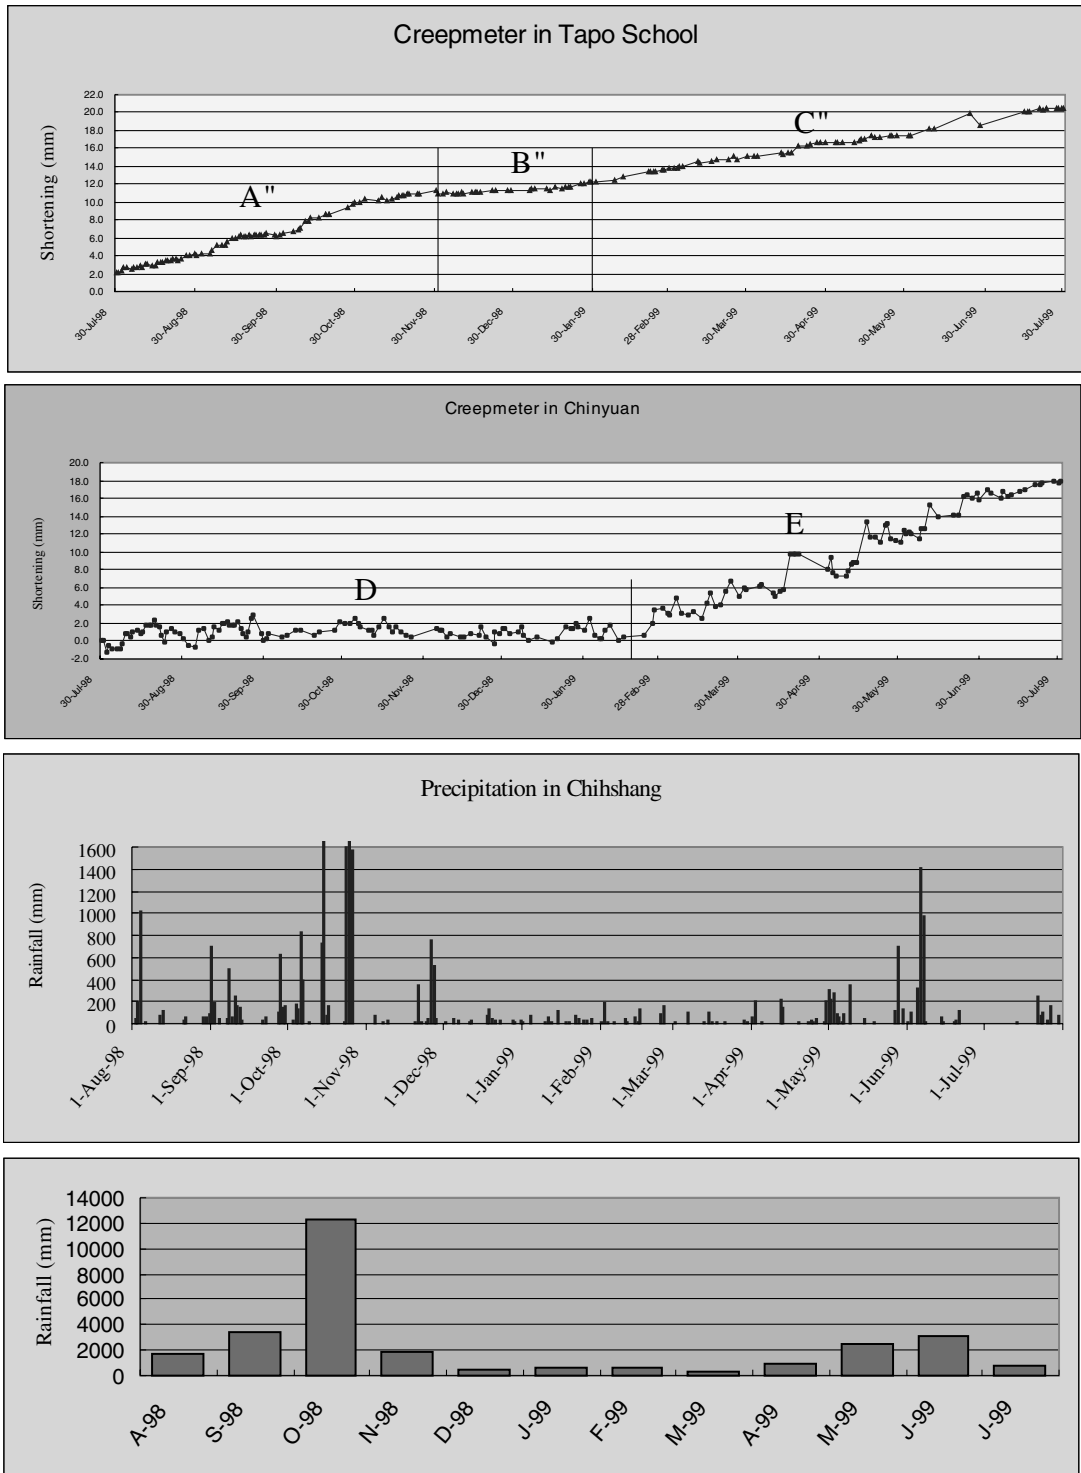 Creepmeter in Tapo School
Shortening (mm)
22.0
20.0
18.0
16.0
14.0
12.0
10.0
8.0
6.0
4.0
2.0
0.0
A"
B"
C"
30-Jul-98
30-Aug-98
30-Sep-98
30-Oct-98
30-Nov-98
30-Dec-98
30-Jan-99
28-Feb-99
30-Mar-99
30-Apr-99
30-May-99
30-Jun-99
30-Jul-99
Creepmeter in Chinyuan
Shortening (mm)
20.0
18.0
16.0
14.0
12.0
10.0
8.0
6.0
4.0
2.0
0.0
-2.0
D
E
30-Jul-98
30-Aug-98
30-Sep-98
30-Oct-98
30-Nov-98
30-Dec-98
30-Jan-99
28-Feb-99
30-Mar-99
30-Apr-99
30-May-99
30-Jun-99
30-Jul-99
Precipitation in Chihshang
Rainfall (mm)
1600
1400
1200
1000
800
600
400
200
0
1-Aug-98
1-Sep-98
1-Oct-98
1-Nov-98
1-Dec-98
1-Jan-99
1-Feb-99
1-Mar-99
1-Apr-99
1-May-99
1-Jun-99
1-Jul-99
Rainfall (mm)
14000
12000
10000
8000
6000
4000
2000
0
A-98
S-98
O-98
N-98
D-98
J-99
F-99
M-99
A-99
M-99
J-99
J-99